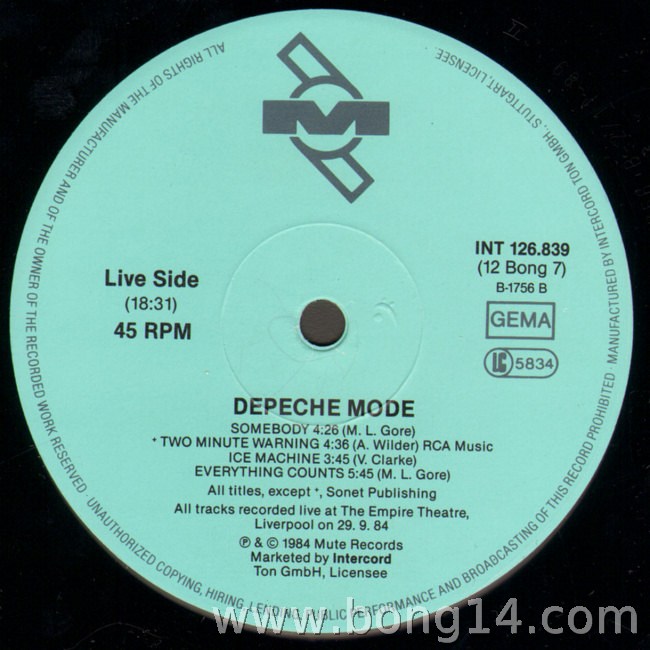 ALL RIGHTS OF THE MANUFACTURER AND OF THE OWNER OF THE RECORDED WORK RESERVED · UNAUTHORIZED COPYING, HIRING, LENDING, PUBLIC PERFORMANCE AND BROADCASTING OF THIS RECORD PROHIBITED · MANUFACTURED BY INTERCORD TON GMBH., STUTTGART, LICENSEE
M
Live Side
(18:31)
45 RPM
INT 126.839
(12 Bong 7)
B-1756 B
GEMA
LC 5834
DEPECHE MODE
SOMEBODY 4:26 (M. L. Gore)
* TWO MINUTE WARNING 4:36 (A. Wilder) RCA Music
ICE MACHINE 3:45 (V. Clarke)
EVERYTHING COUNTS 5:45 (M. L. Gore)
All titles, except *, Sonet Publishing
All tracks recorded live at The Empire Theatre,
Liverpool on 29. 9. 84
℗ & © 1984 Mute Records
Marketed by Intercord
Ton GmbH, Licensee
www.bong14.com